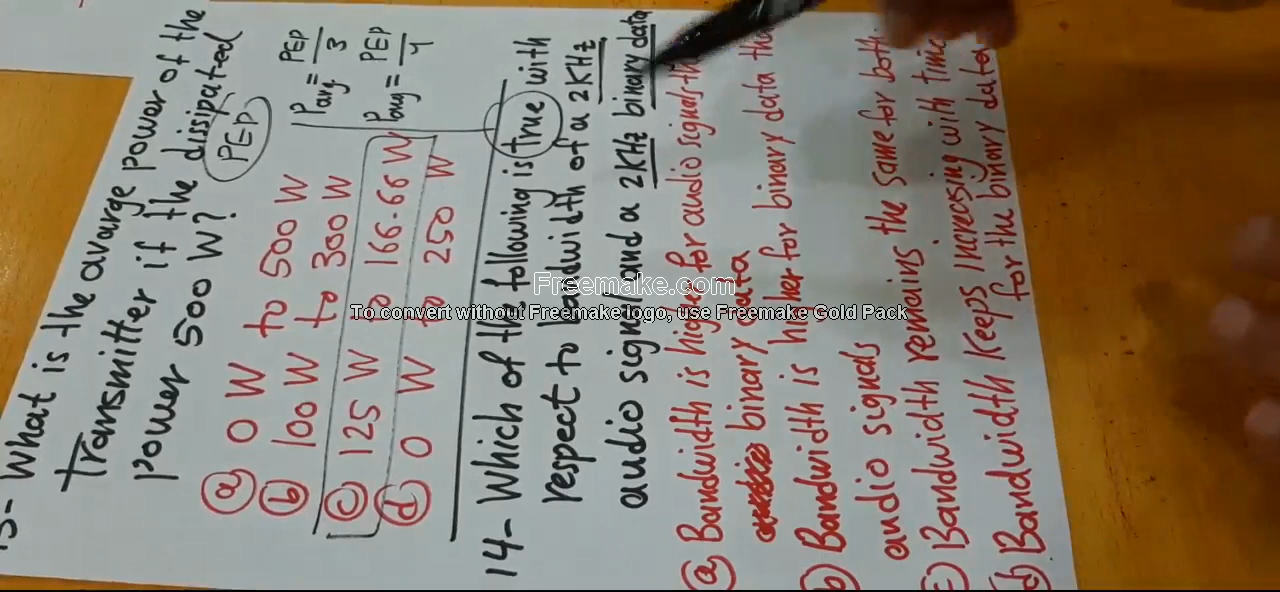 13- What is the avarge power of the
transmitter if the dissipated
power 500 W? (PEP)
ⓐ 0 W to 500 W
ⓑ 100 W to 300 W
ⓒ 125 W to 166.66 W
ⓓ 0 W to 250 W
Pavg = PEP/3
Pavg = PEP/4
14- Which of the following is true with
respect to badwidth of a 2KHz
audio signal and a 2KHz binary data
ⓐ Bandwidth is higher for audio signals
binary data
ⓑ Bandwidth is higher for binary data
audio signals
ⓒ Bandwidth remains the same for both
ⓓ Bandwidth Keeps increasing with time
for the binary data
Freemake.com
To convert without Freemake logo, use Freemake Gold Pack